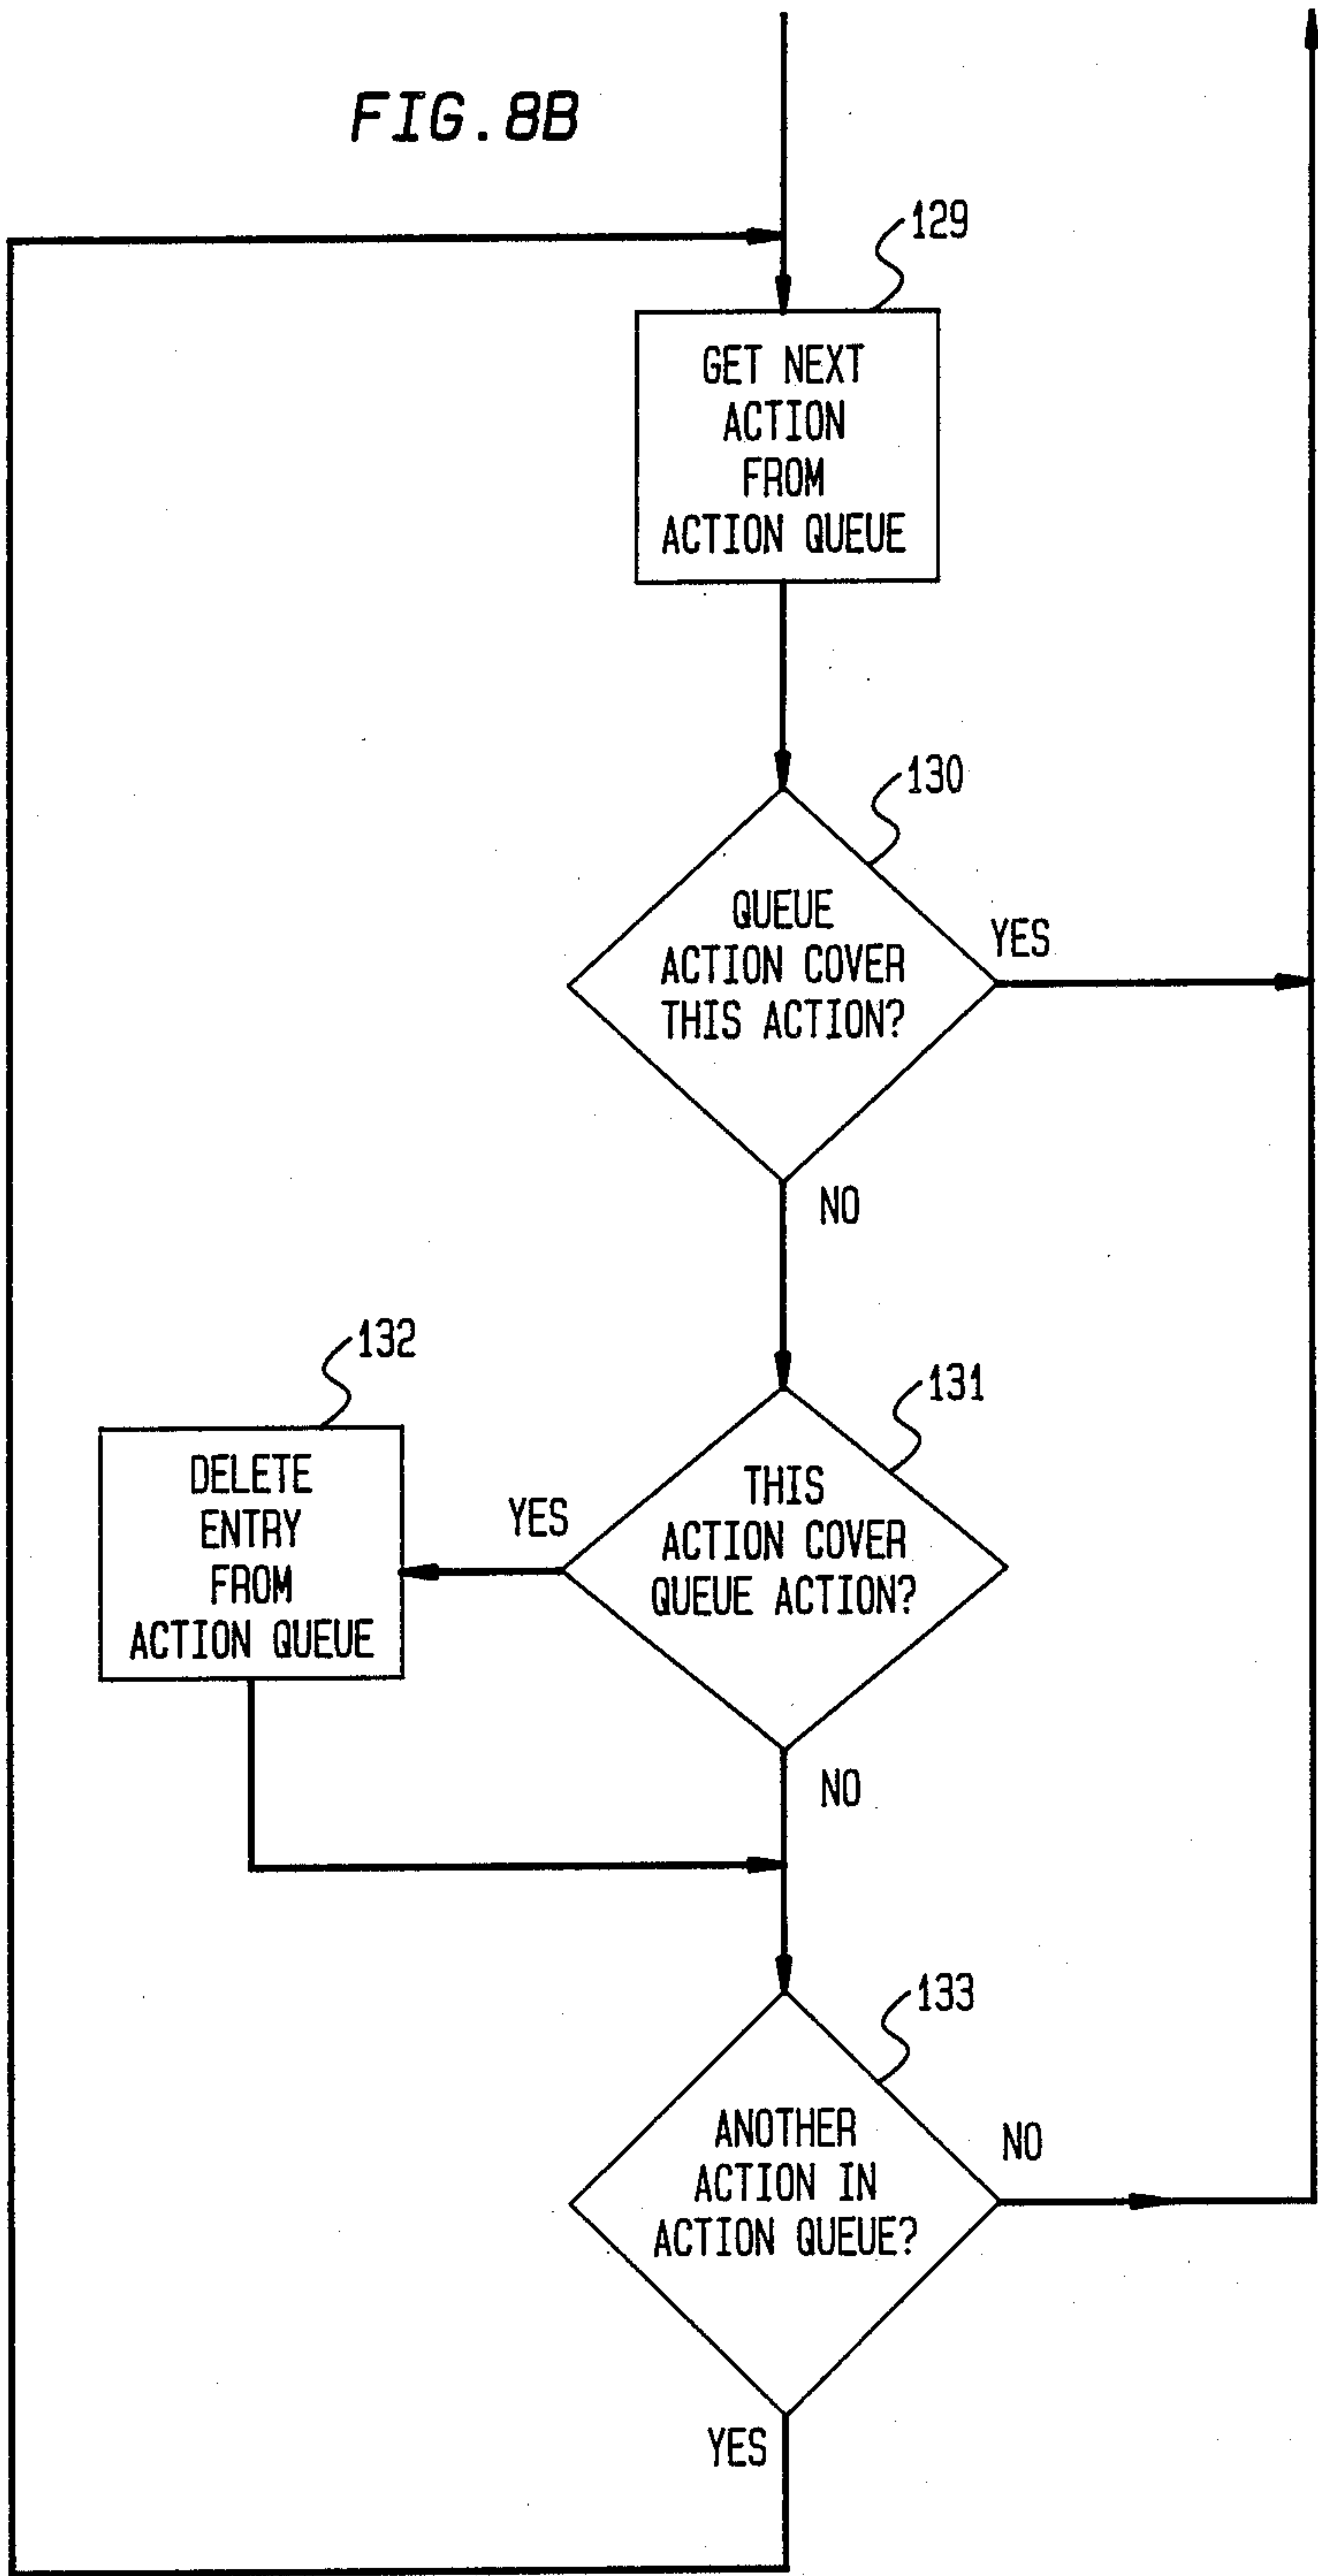 FIG. 8B
129
GET NEXT
ACTION
FROM
ACTION QUEUE
130
QUEUE
ACTION COVER
THIS ACTION?
YES
NO
132
DELETE
ENTRY
FROM
ACTION QUEUE
YES
131
THIS
ACTION COVER
QUEUE ACTION?
NO
133
ANOTHER
ACTION IN
ACTION QUEUE?
NO
YES